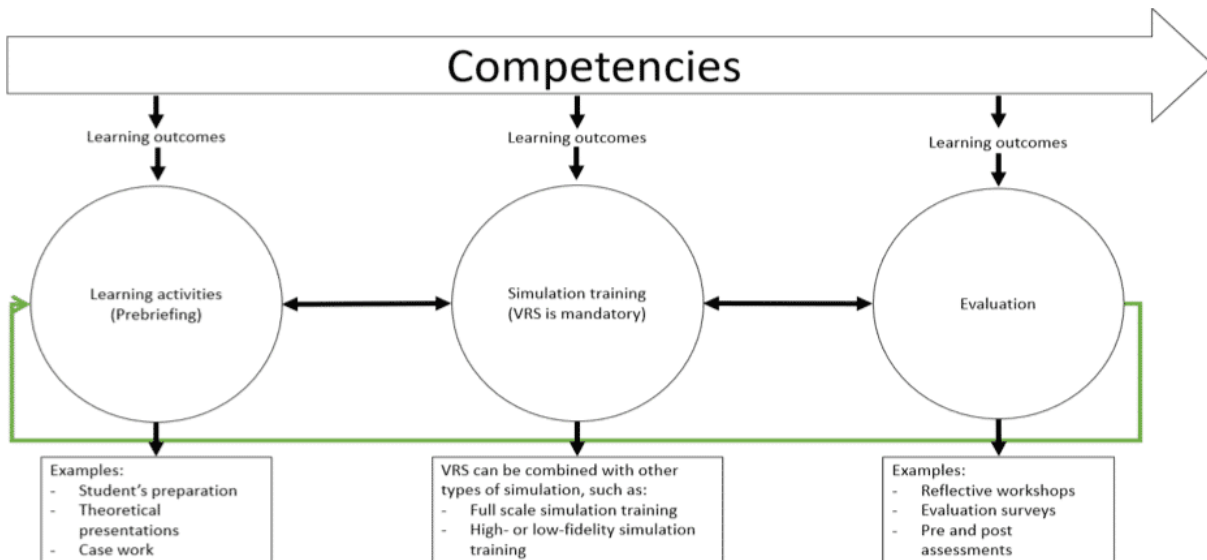 Competencies
Learning outcomes
Learning outcomes
Learning outcomes
Learning activities
(Prebriefing)
Simulation training
(VRS is mandatory)
Evaluation
Examples:
- Student's preparation
- Theoretical
presentations
- Case work
VRS can be combined with other
types of simulation, such as:
- Full scale simulation training
- High- or low-fidelity simulation
training
Examples:
- Reflective workshops
- Evaluation surveys
- Pre and post
assessments